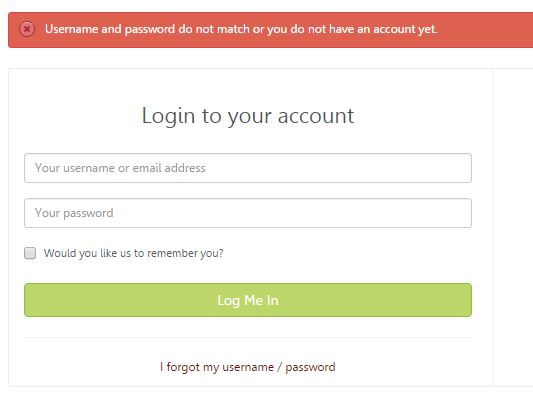 Username and password do not match or you do not have an account yet.
Login to your account
Your username or email address
Your password
Would you like us to remember you?
Log Me In
I forgot my username / password